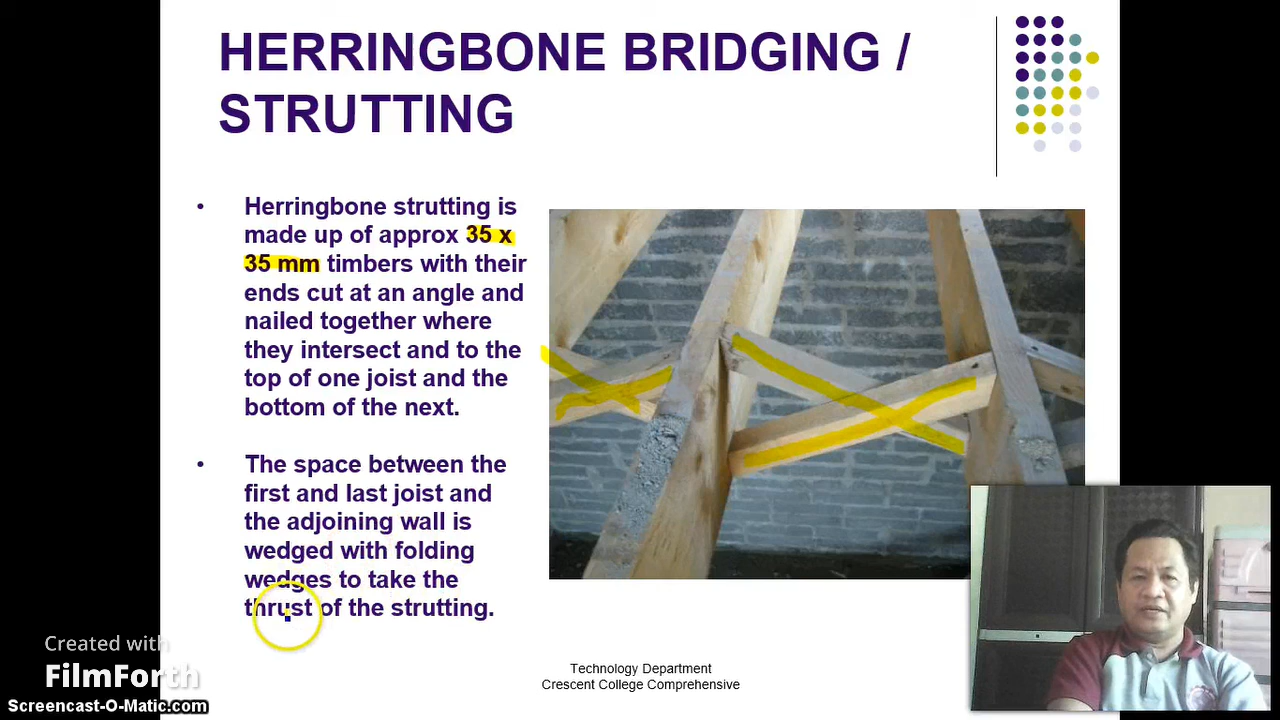 HERRINGBONE BRIDGING /
STRUTTING
• Herringbone strutting is
made up of approx 35 x
35 mm timbers with their
ends cut at an angle and
nailed together where
they intersect and to the
top of one joist and the
bottom of the next.
• The space between the
first and last joist and
the adjoining wall is
wedged with folding
wedges to take the
thrust of the strutting.
Technology Department
Crescent College Comprehensive
Created with
FilmForth
Screencast-O-Matic.com